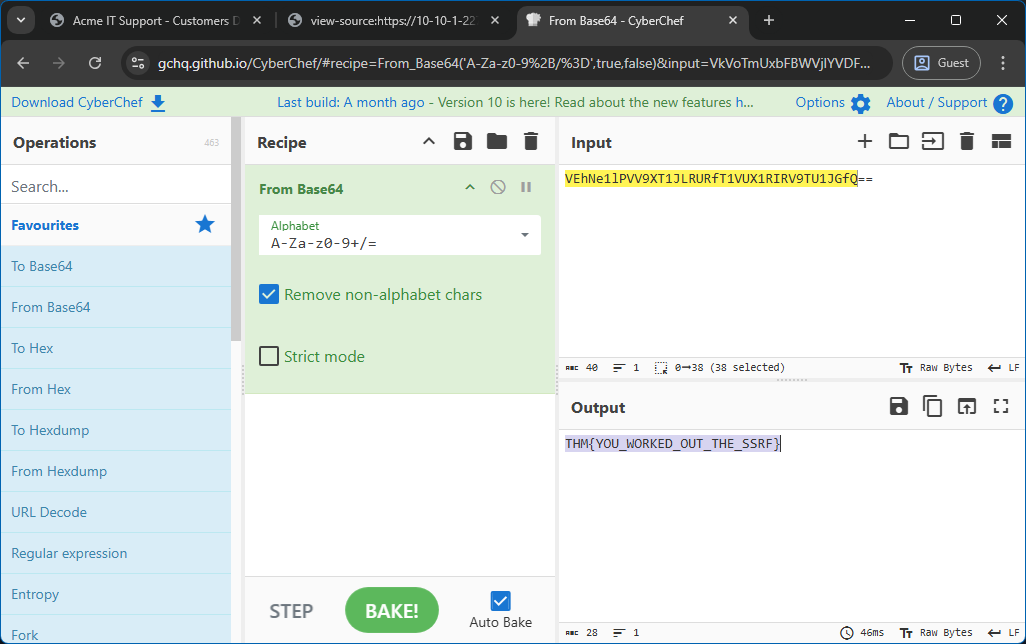 Acme IT Support - Customers D
view-source:https://10-10-1-22
From Base64 - CyberChef
gchq.github.io/CyberChef/#recipe=From_Base64('A-Za-z0-9%2B/%3D',true,false)&input=VkVoTmUxbFBWVjlYVDF...
Guest
Download CyberChef
Last build: A month ago - Version 10 is here! Read about the new features h...
Options
About / Support
Operations
463
Recipe
Input
Search...
Favourites
To Base64
From Base64
To Hex
From Hex
To Hexdump
From Hexdump
URL Decode
Regular expression
Entropy
Fork
From Base64
Alphabet
A-Za-z0-9+/=
Remove non-alphabet chars
Strict mode
STEP
BAKE!
Auto Bake
VEhNe1lPVV9XT1JLRURfT1VUX1RIRV9TU1JGfQ==
ABC 40
1
0→38 (38 selected)
Tт Raw Bytes
LF
Output
THM{YOU_WORKED_OUT_THE_SSRF}
ABC 28
1
46ms
Tт Raw Bytes
LF